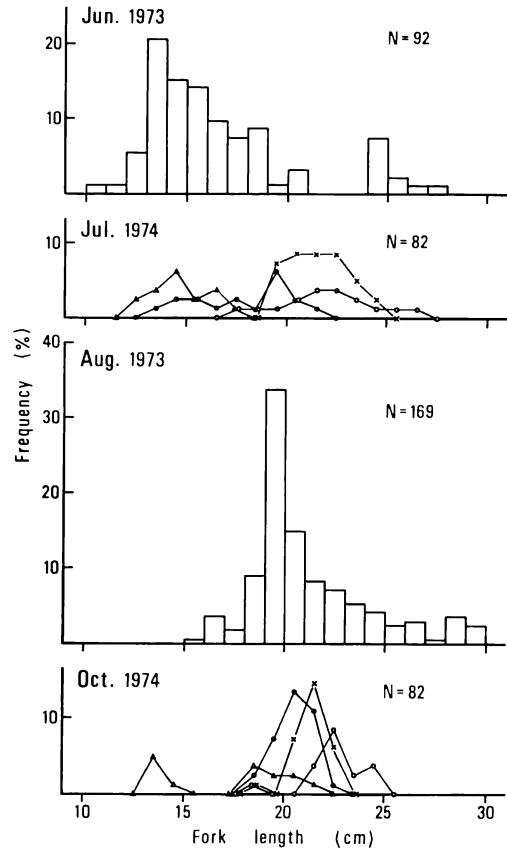 Jun. 1973
N = 92
20
10
Jul. 1974
N = 82
10
Aug. 1973
N = 169
40
30
20
10
Oct. 1974
N = 82
10
Frequency (%)
10 15 20 25 30
Fork length (cm)